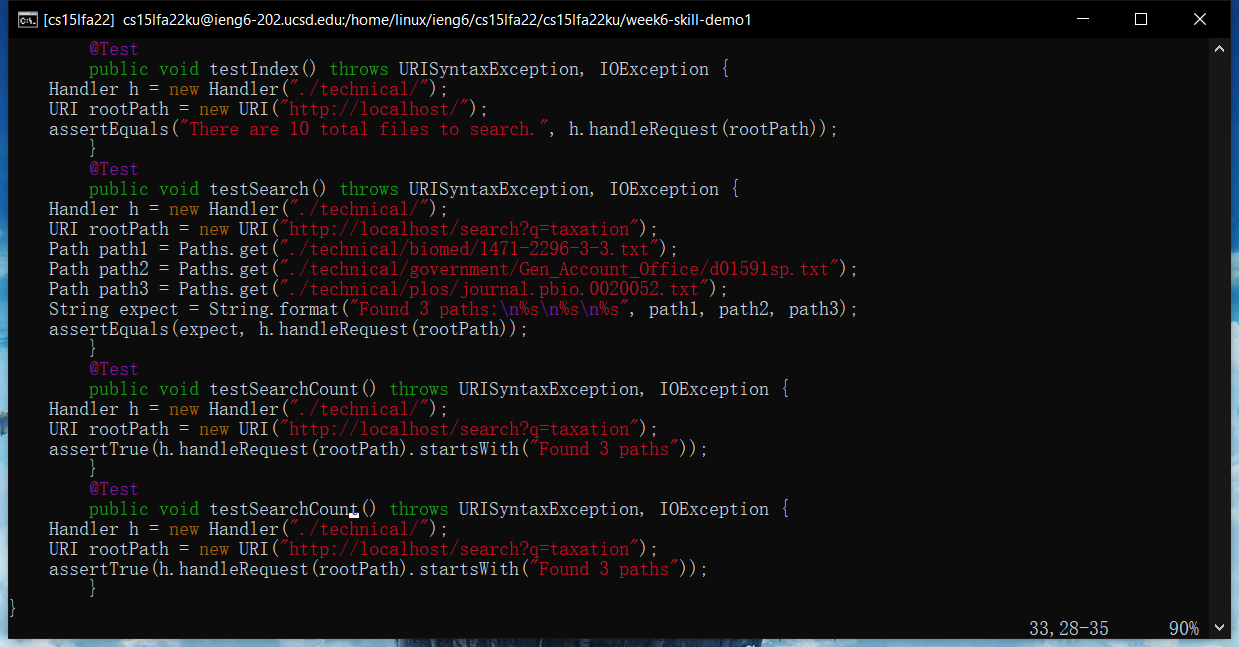 [cs15lfa22] cs15lfa22ku@ieng6-202.ucsd.edu:/home/linux/ieng6/cs15lfa22/cs15lfa22ku/week6-skill-demo1
@Test
public void testIndex() throws URISyntaxException, IOException {
Handler h = new Handler("./technical/");
URI rootPath = new URI("http://localhost/");
assertEquals("There are 10 total files to search.", h.handleRequest(rootPath));
}
@Test
public void testSearch() throws URISyntaxException, IOException {
Handler h = new Handler("./technical/");
URI rootPath = new URI("http://localhost/search?q=taxation");
Path path1 = Paths.get("./technical/biomed/1471-2296-3-3.txt");
Path path2 = Paths.get("./technical/government/Gen_Account_Office/d01591sp.txt");
Path path3 = Paths.get("./technical/plos/journal.pbio.0020052.txt");
String expect = String.format("Found 3 paths:\n%s\n%s\n%s", path1, path2, path3);
assertEquals(expect, h.handleRequest(rootPath));
}
@Test
public void testSearchCount() throws URISyntaxException, IOException {
Handler h = new Handler("./technical/");
URI rootPath = new URI("http://localhost/search?q=taxation");
assertTrue(h.handleRequest(rootPath).startsWith("Found 3 paths"));
}
@Test
public void testSearchCount() throws URISyntaxException, IOException {
Handler h = new Handler("./technical/");
URI rootPath = new URI("http://localhost/search?q=taxation");
assertTrue(h.handleRequest(rootPath).startsWith("Found 3 paths"));
}
}
33,28-35 90%